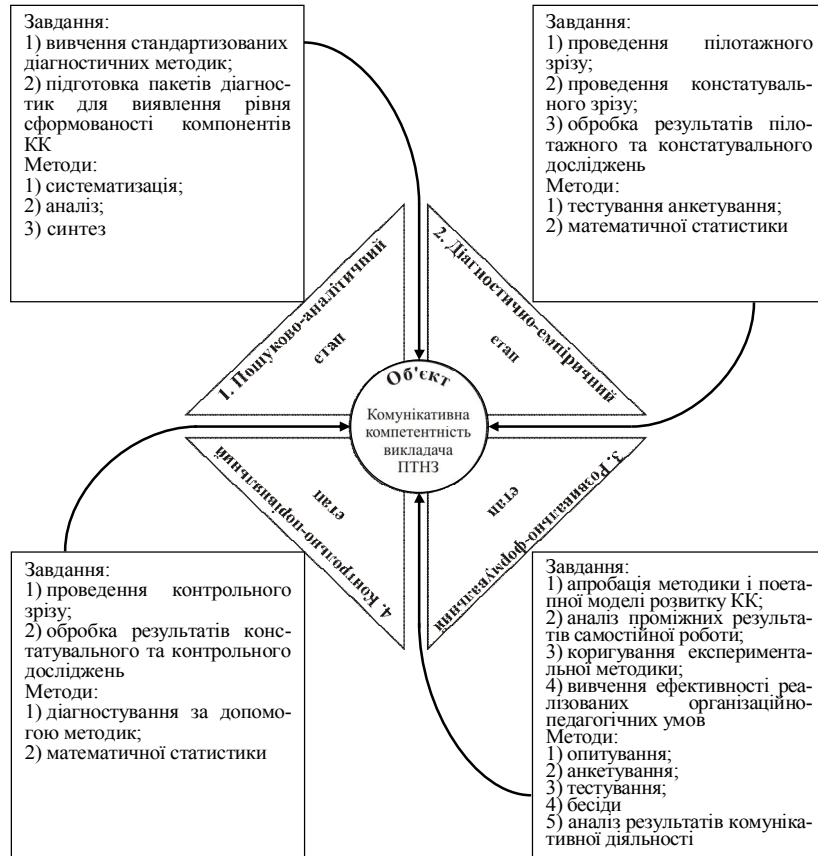 Завдання:
1) вивчення стандартизованих
діагностичних методик;
2) підготовка пакетів діагнос-
тик для виявлення рівня
сформованості компонентів
КК
Методи:
1) систематизація;
2) аналіз;
3) синтез
Завдання:
1) проведення пілотажного
зрізу;
2) проведення констатуваль-
ного зрізу;
3) обробка результатів піло-
тажного та констатувального
досліджень
Методи:
1) тестування анкетування;
2) математичної статистики
1. Пошуково-аналітичний
етап
2. Діагностично-емпіричний
етап
Об'єкт
Комунікативна
компетентність
викладача
ПТНЗ
4. Контрольно-порівняльний
етап
3. Розвивально-формувальний
етап
Завдання:
1) проведення контрольного
зрізу;
2) обробка результатів конс-
татувального та контрольного
досліджень
Методи:
1) діагностування за допомо-
гою методик;
2) математичної статистики
Завдання:
1) апробація методики і поета-
пної моделі розвитку КК;
2) аналіз проміжних результа-
тів самостійної роботи;
3) коригування експеримента-
льної методики;
4) вивчення ефективності реа-
лізованих організаційно-
педагогічних умов
Методи:
1) опитування;
2) анкетування;
3) тестування;
4) бесіди
5) аналіз результатів комуніка-
тивної діяльності